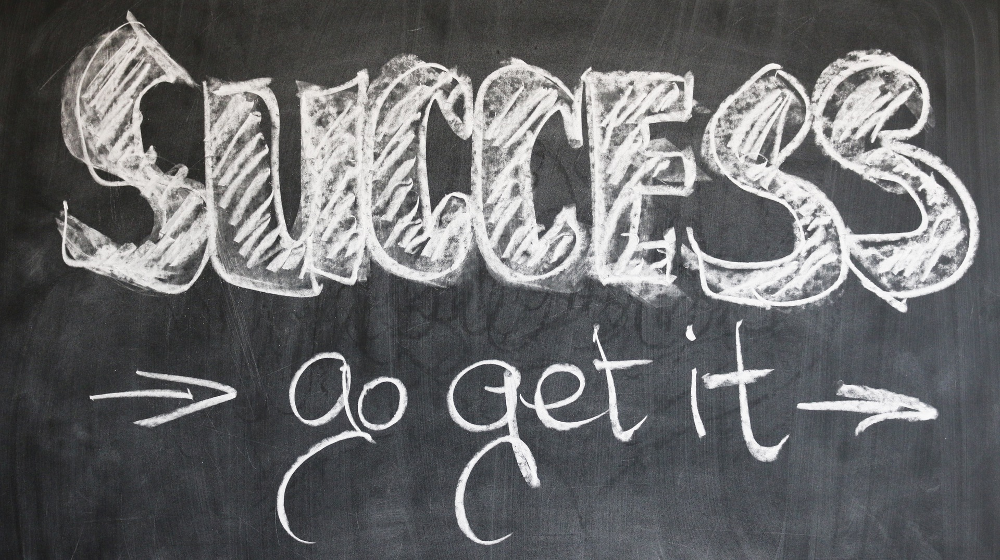 SUCCESS
→ go get it →